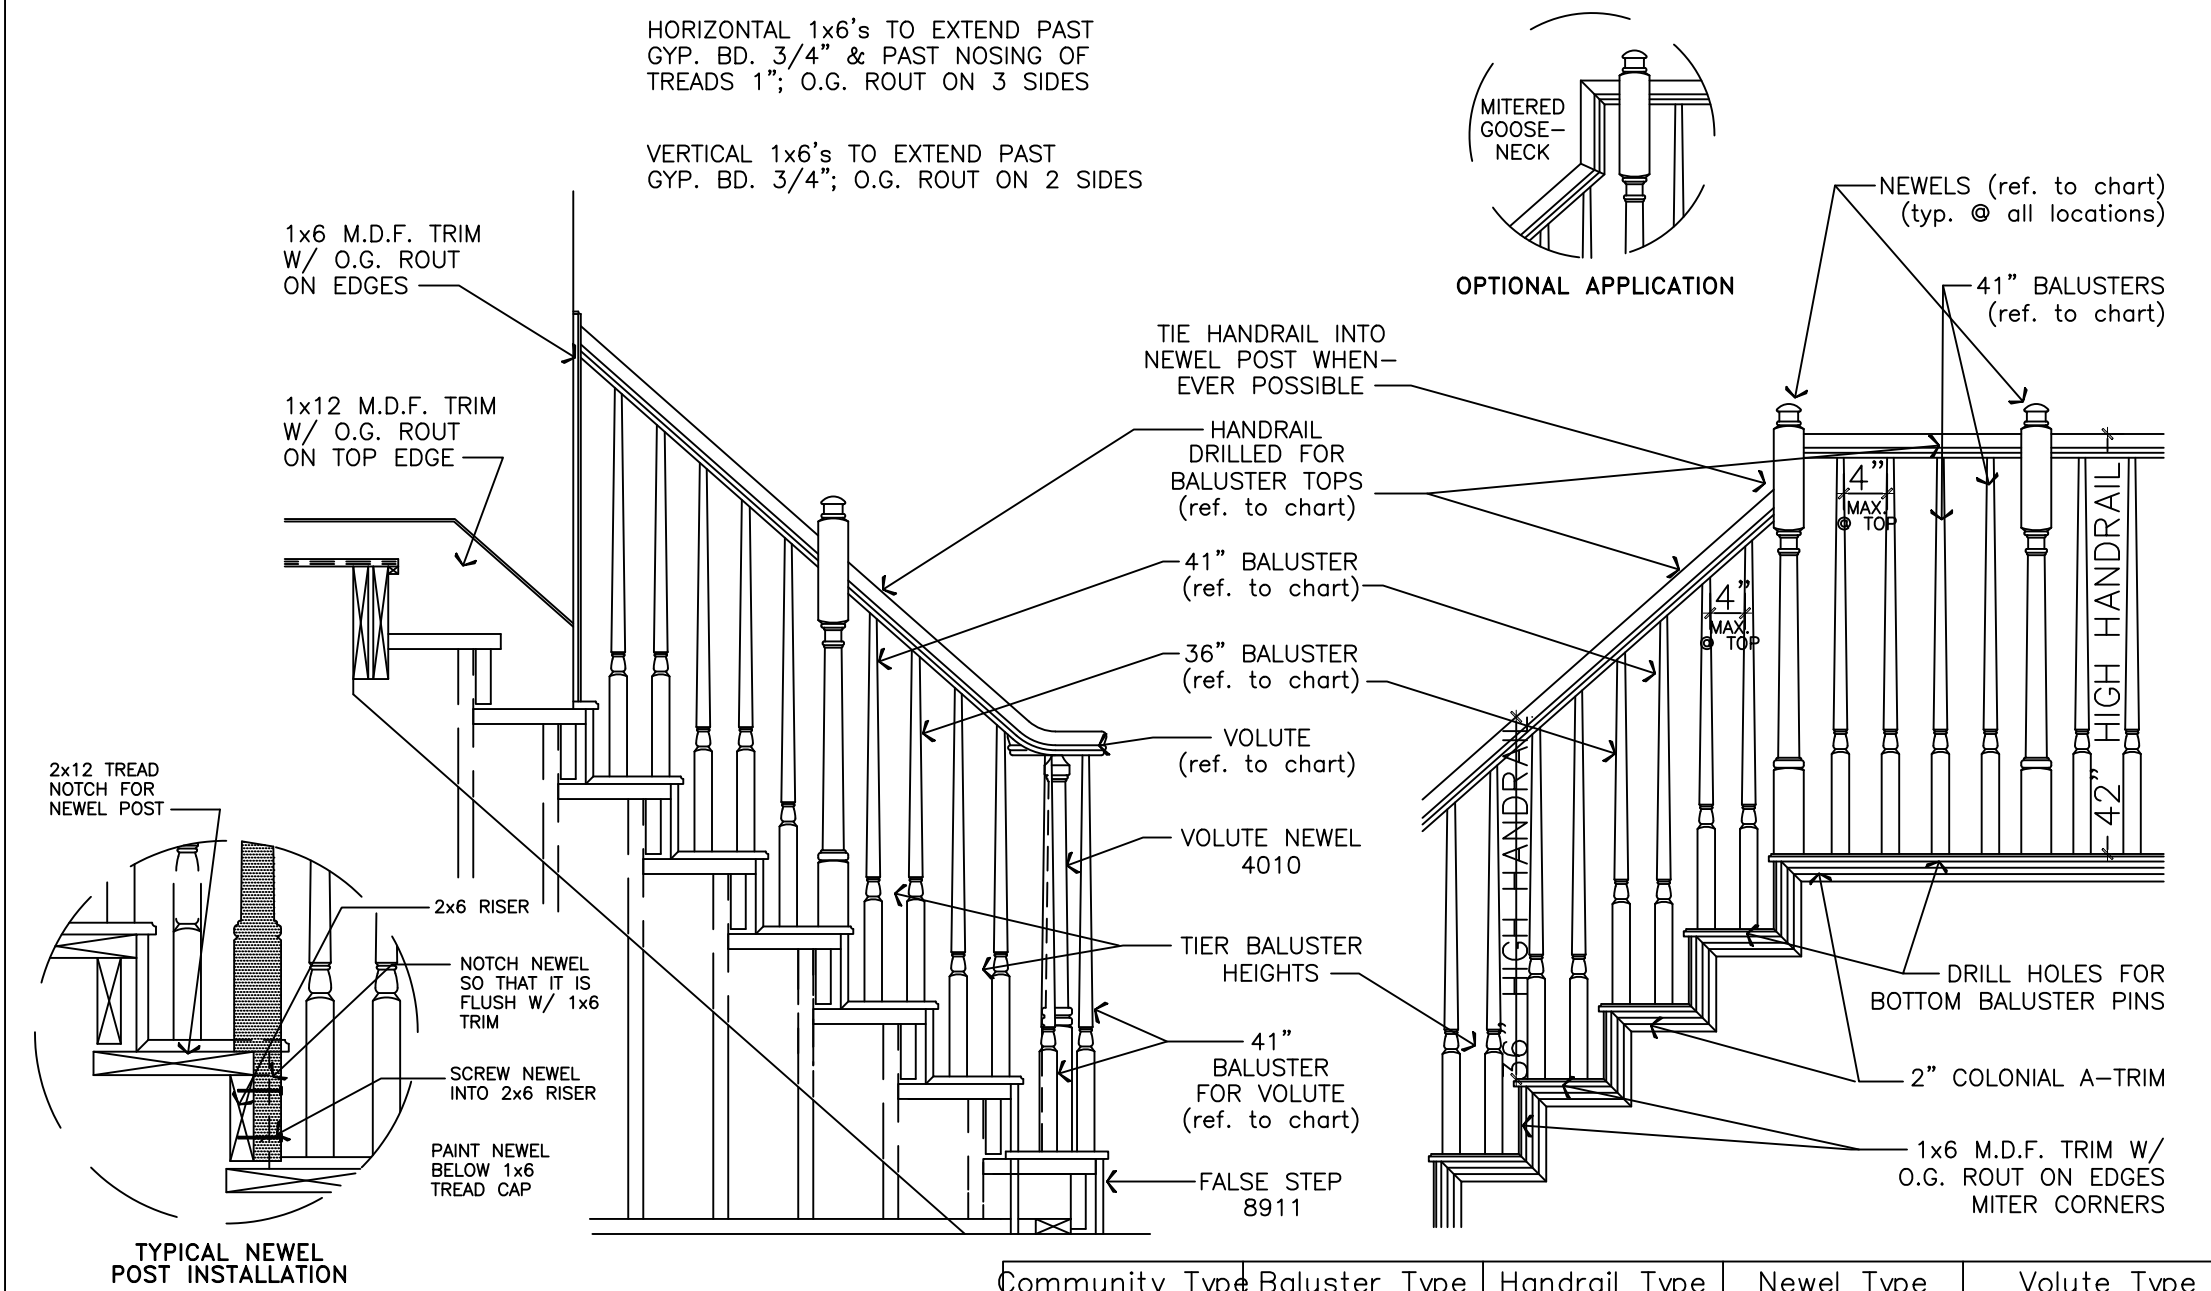 HORIZONTAL 1x6's TO EXTEND PAST
GYP. BD. 3/4" & PAST NOSING OF
TREADS 1"; O.G. ROUT ON 3 SIDES
VERTICAL 1x6's TO EXTEND PAST
GYP. BD. 3/4"; O.G. ROUT ON 2 SIDES
MITERED
GOOSE-
NECK
OPTIONAL APPLICATION
NEWELS (ref. to chart)
(typ. @ all locations)
41" BALUSTERS
(ref. to chart)
1x6 M.D.F. TRIM
W/ O.G. ROUT
ON EDGES
1x12 M.D.F. TRIM
W/ O.G. ROUT
ON TOP EDGE
TIE HANDRAIL INTO
NEWEL POST WHEN-
EVER POSSIBLE
HANDRAIL
DRILLED FOR
BALUSTER TOPS
(ref. to chart)
41" BALUSTER
(ref. to chart)
36" BALUSTER
(ref. to chart)
VOLUTE
(ref. to chart)
VOLUTE NEWEL
4010
TIER BALUSTER
HEIGHTS
41"
BALUSTER
FOR VOLUTE
(ref. to chart)
FALSE STEP
8911
4"
MAX.
@ TOP
4"
MAX.
@ TOP
42" HIGH HANDRAIL
36" HIGH HANDRAIL
DRILL HOLES FOR
BOTTOM BALUSTER PINS
2" COLONIAL A-TRIM
1x6 M.D.F. TRIM W/
O.G. ROUT ON EDGES
MITER CORNERS
2x12 TREAD
NOTCH FOR
NEWEL POST
2x6 RISER
NOTCH NEWEL
SO THAT IT IS
FLUSH W/ 1x6
TRIM
SCREW NEWEL
INTO 2x6 RISER
PAINT NEWEL
BELOW 1x6
TREAD CAP
TYPICAL NEWEL
POST INSTALLATION
Community Type Baluster Type Handrail Type Newel Type Volute Type